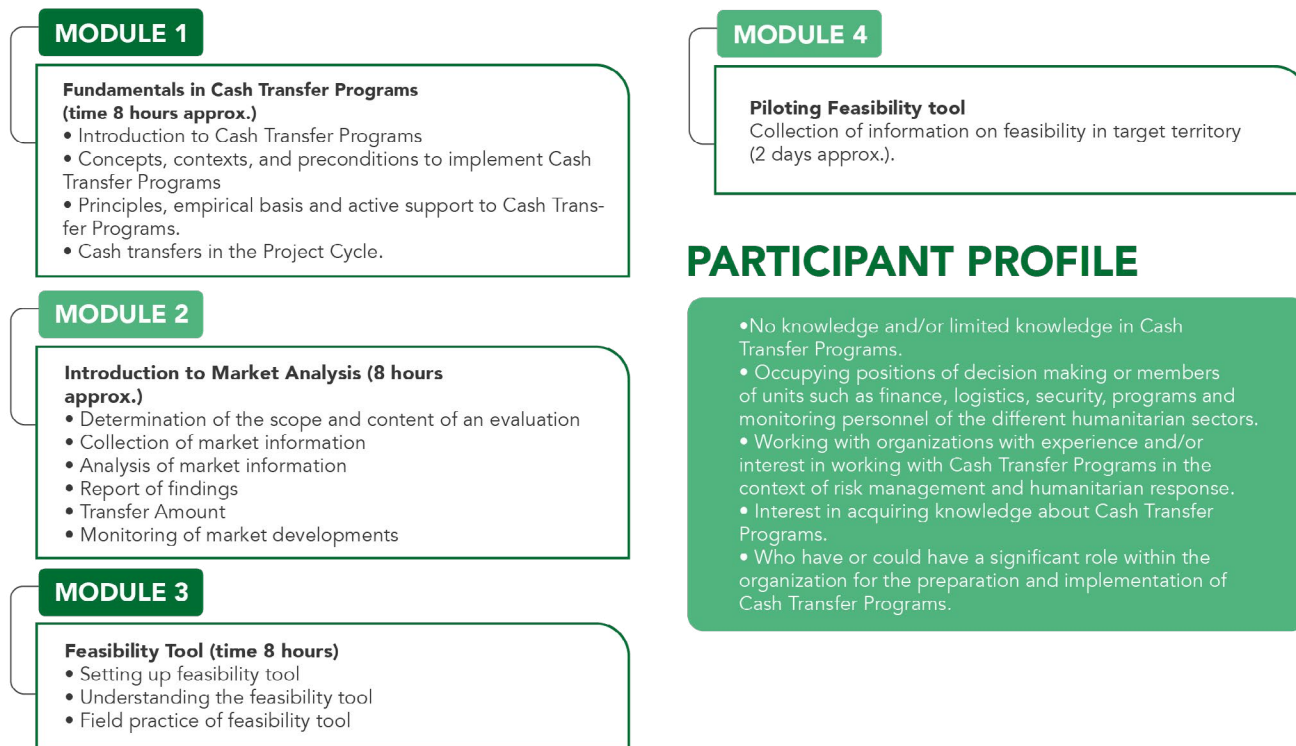 MODULE 1
Fundamentals in Cash Transfer Programs
(time 8 hours approx.)
• Introduction to Cash Transfer Programs
• Concepts, contexts, and preconditions to implement Cash
Transfer Programs
• Principles, empirical basis and active support to Cash Trans-
fer Programs.
• Cash transfers in the Project Cycle.
MODULE 2
Introduction to Market Analysis (8 hours
approx.)
• Determination of the scope and content of an evaluation
• Collection of market information
• Analysis of market information
• Report of findings
• Transfer Amount
• Monitoring of market developments
MODULE 3
Feasibility Tool (time 8 hours)
• Setting up feasibility tool
• Understanding the feasibility tool
• Field practice of feasibility tool
MODULE 4
Piloting Feasibility tool
Collection of information on feasibility in target territory
(2 days approx.).
PARTICIPANT PROFILE
•No knowledge and/or limited knowledge in Cash
Transfer Programs.
• Occupying positions of decision making or members
of units such as finance, logistics, security, programs and
monitoring personnel of the different humanitarian sectors.
• Working with organizations with experience and/or
interest in working with Cash Transfer Programs in the
context of risk management and humanitarian response.
• Interest in acquiring knowledge about Cash Transfer
Programs.
• Who have or could have a significant role within the
organization for the preparation and implementation of
Cash Transfer Programs.